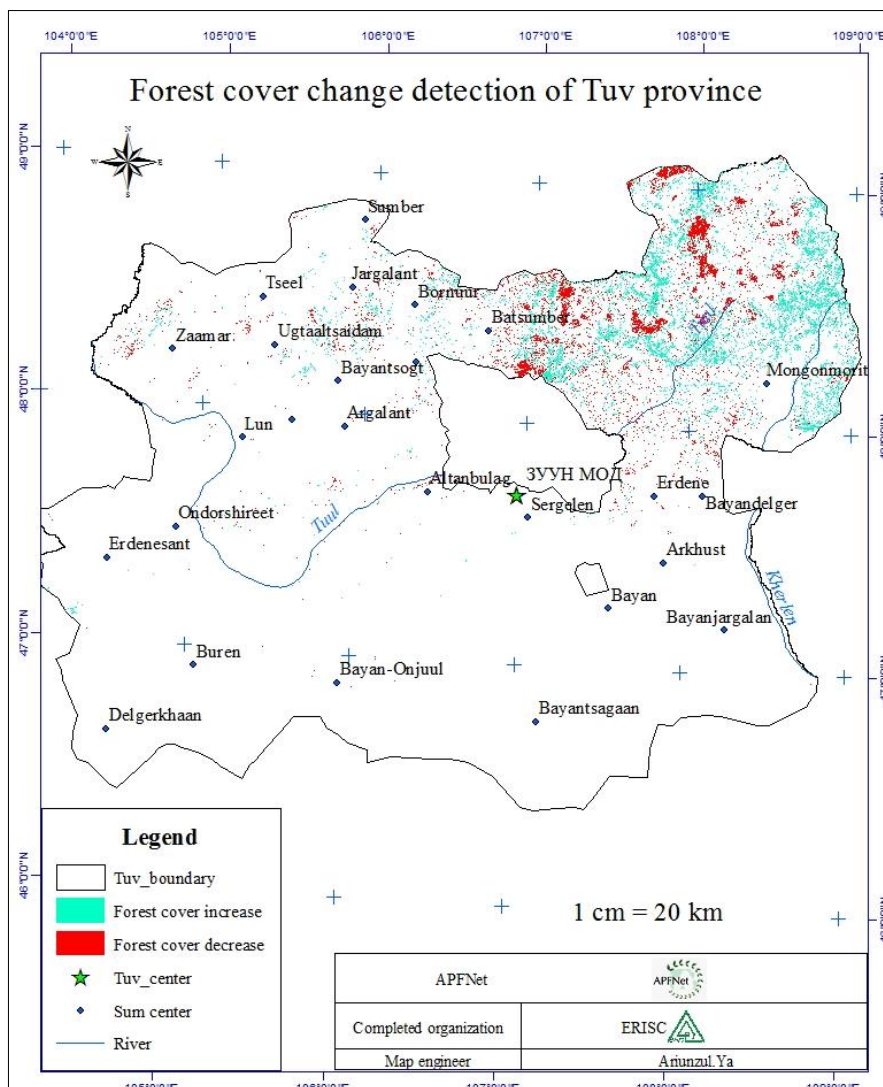 104°0'0"E 105°0'0"E 106°0'0"E 107°0'0"E 108°0'0"E 109°0'0"E
Forest cover change detection of Tuv province
49°0'0"N
N
W E
S
Sumber
Tseel
Jargalant
Bornuur
Zaamar
Ugtaaltsaidam
Batsumber
Tuul
Bayantsogt
Mongonmorit
48°0'0"N
Lun
Argalant
Altanbulag
ЗУУН МОД
Erdene
Sergelen
Bayandelger
Ondorshireet
Tuul
Erdenesant
Arkhust
Kherlen
Bayan
Bayanjargalan
47°0'0"N
Buren
Bayan-Onjuul
Delgerkhaan
Bayantsagaan
46°0'0"N
Legend
Tuv_boundary
Forest cover increase
Forest cover decrease
Tuv_center
Sum center
River
1 cm = 20 km
APFNet
APFNet
Completed organization
ERISC
Map engineer
Ariunzul.Ya